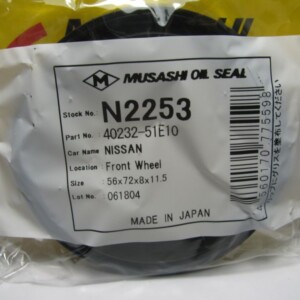 MUSASHI OIL SEAL
Stock No. N2253
Part No. 40232-51E10
Car Name NISSAN
Location Front Wheel
Size 56x72x8x11.5
Lot No. 061804
MADE IN JAPAN
4560170775598